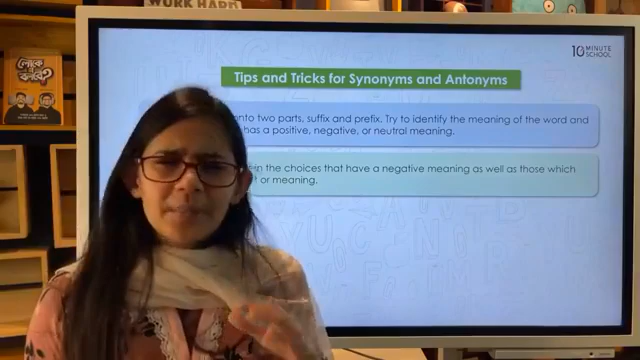 WORK HARD
লোকে
কি
বলবে?
10 MINUTE
SCHOOL
Tips and Tricks for Synonyms and Antonyms
onto two parts, suffix and prefix. Try to identify the meaning of the word and
has a positive, negative, or neutral meaning.
in the choices that have a negative meaning as well as those which
or meaning.